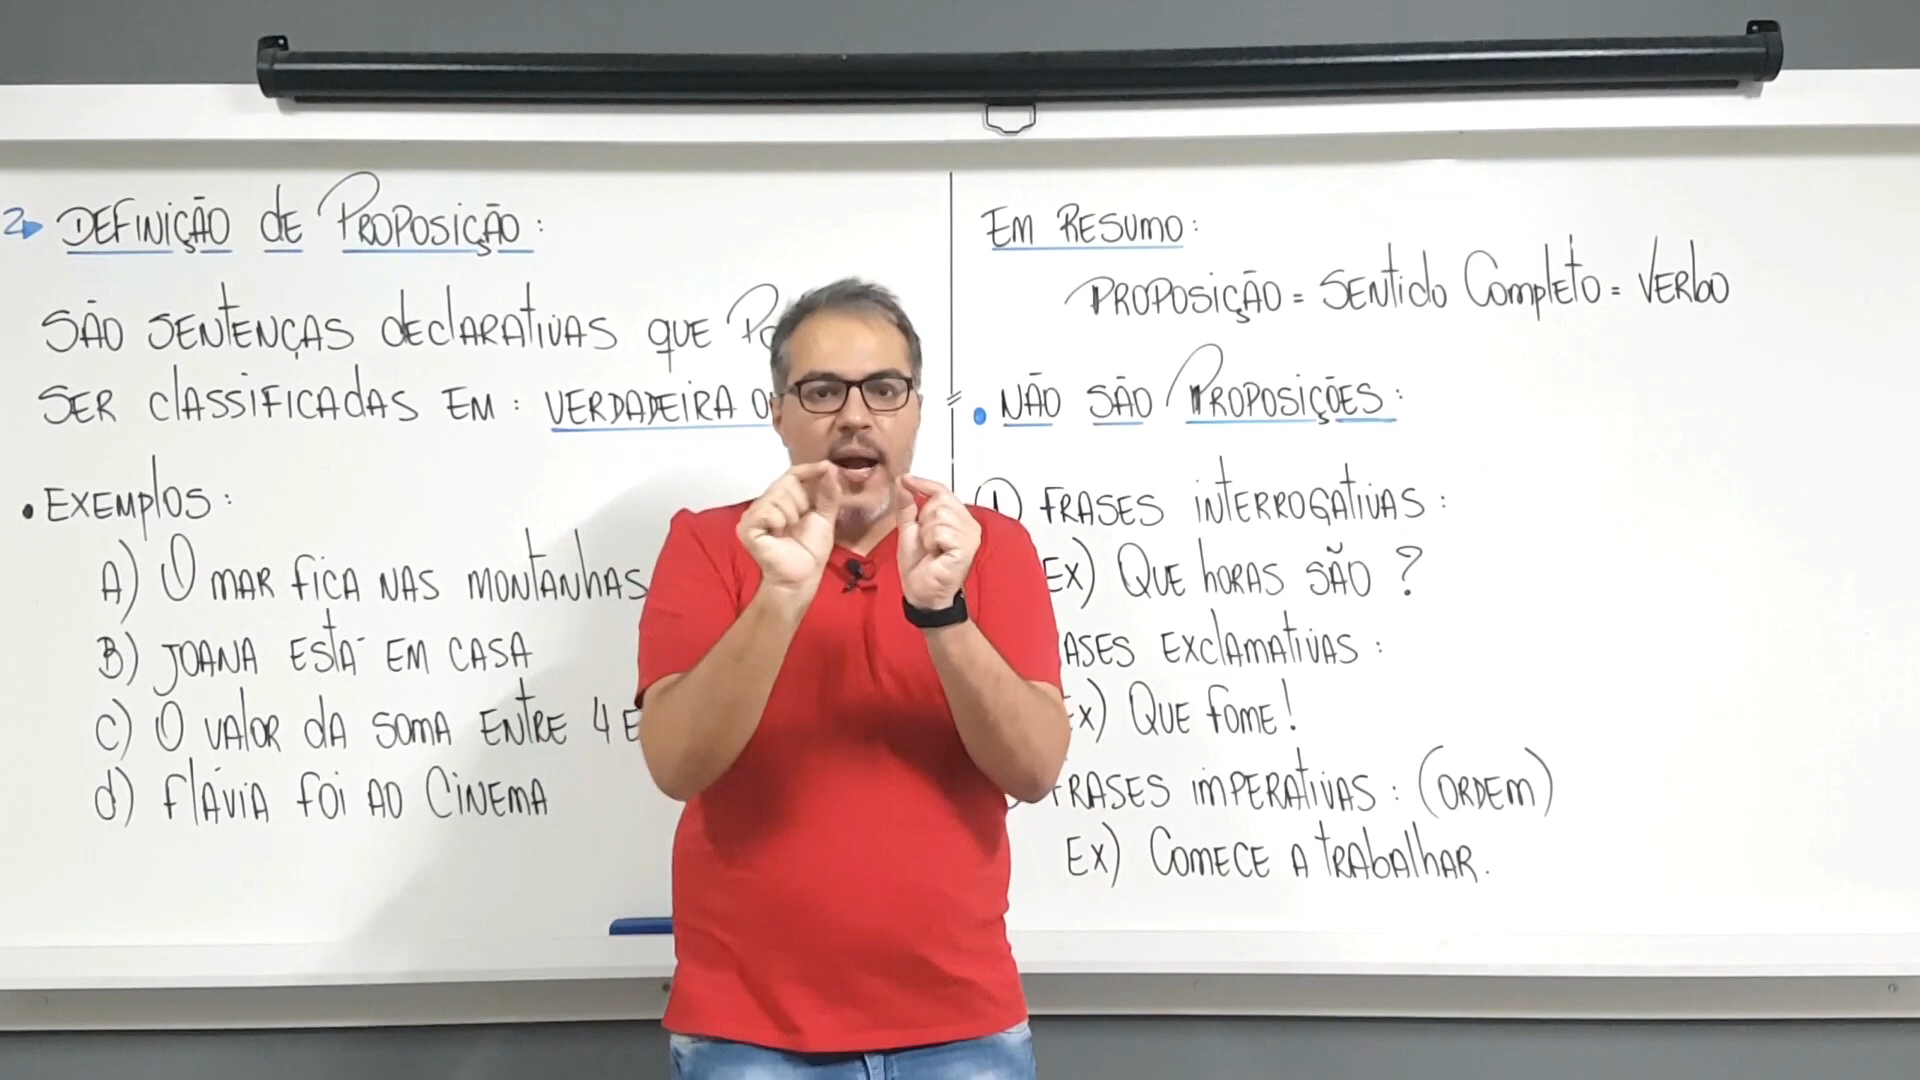 2 DEFINIÇÃO dE PROPOSIÇÃO:
SÃO SENTENÇAS dEClARATIVAS QUE
SER ClASSIFICAdAS EM: VERDADEIRA
• EXEMPlOS:
A) O MAR FICA NAS MONTANHAS
B) JOANA ESTÁ EM CASA
C) O VAlOR dA SOMA ENTRE 4 E
d) FlÁVIA FOI AO CINEMA
EM RESUMO:
PROPOSIÇÃO = SENTIdO COMPlETO = VERbO
• NÃO SÃO PROPOSIÇÕES:
1) FRASES INTERROGATIVAS:
EX) QUE hORAS SÃO ?
EXClAMATIVAS:
EX) QUE FOME!
FRASES IMPERATIVAS: (ORDEM)
EX) COMECE A TRAbAlhAR.